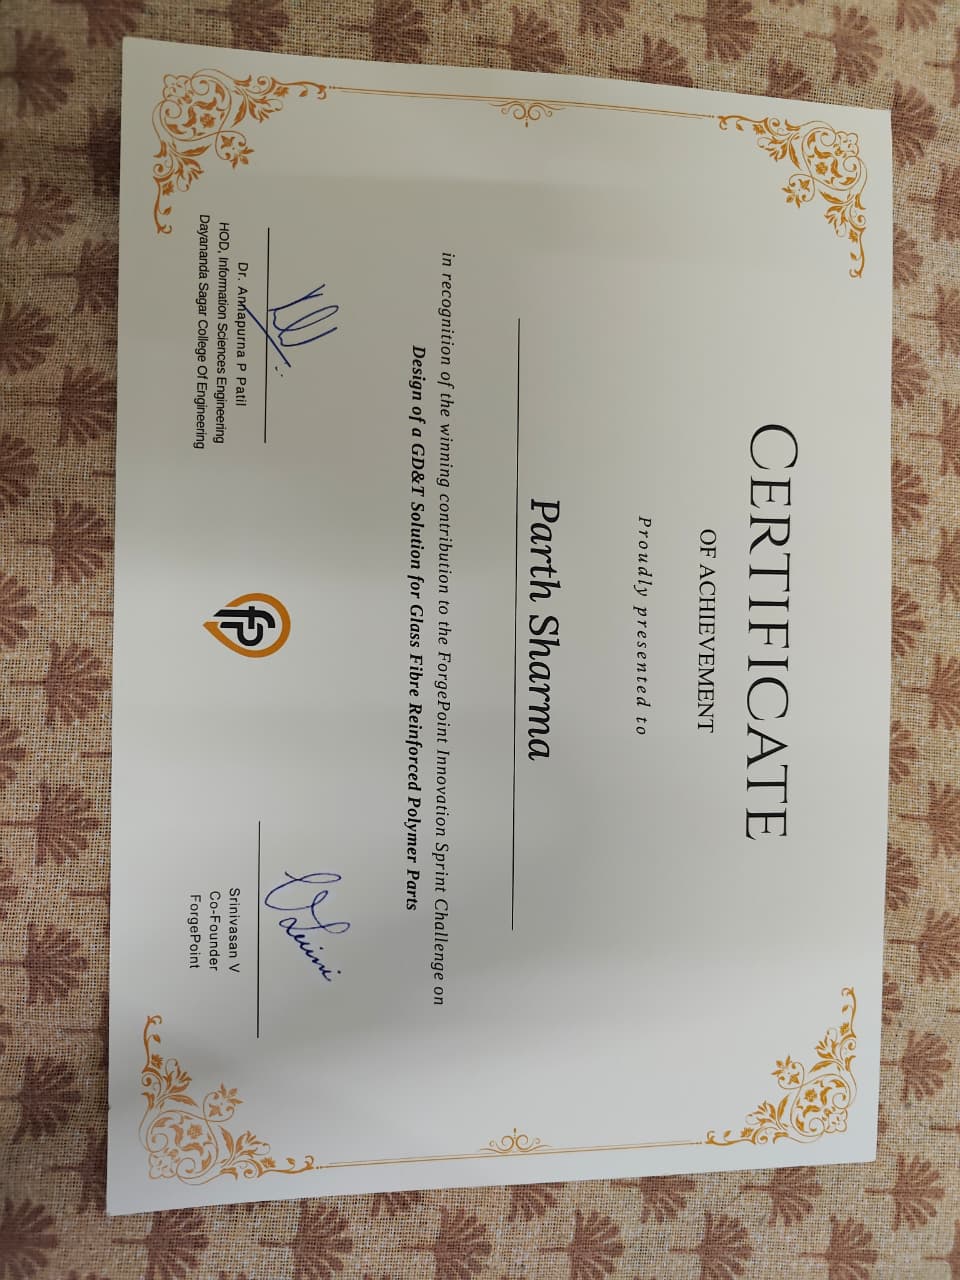 CERTIFICATE
OF ACHIEVEMENT
Proudly presented to
Parth Sharma
in recognition of the winning contribution to the ForgePoint Innovation Sprint Challenge on
Design of a GD&T Solution for Glass Fibre Reinforced Polymer Parts
Dr. Annapurna P Patil
HOD, Information Sciences Engineering
Dayananda Sagar College Of Engineering
fp
Srinivasan V
Co-Founder
ForgePoint